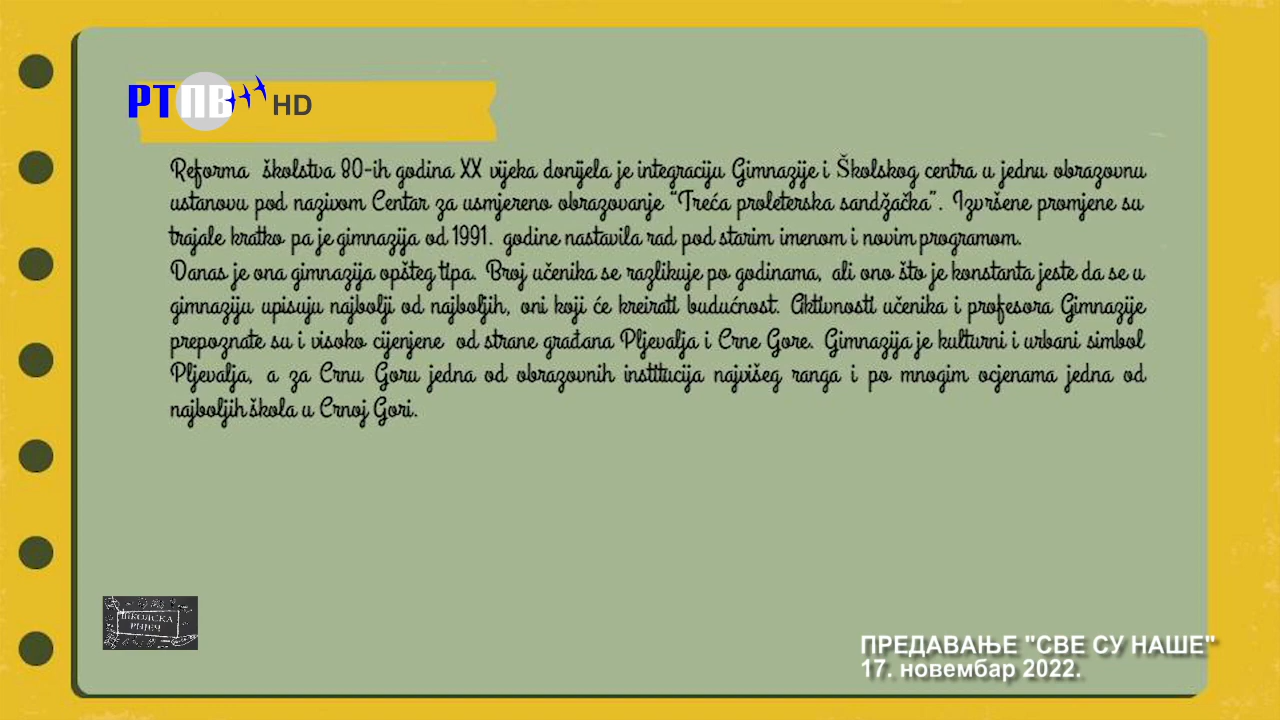 РТПВ HD
Reforma školstva 80-ih godina XX vijeka donijela je integraciju Gimnazije i Školskog centra u jednu obrazovnu
ustanovu pod nazivom Centar za usmjereno obrazovanje “Treća proleterska sandžačka”. Izvršene promjene su
trajale kratko pa je gimnazija od 1991. godine nastavila rad pod starim imenom i novim programom.
Danas je ona gimnazija opšteg tipa. Broj učenika se razlikuje po godinama, ali ono što je konstanta jeste da se u
gimnaziju upisuju najbolji od najboljih, oni koji će kreirati budućnost. Aktivnosti učenika i profesora Gimnazije
prepoznate su i visoko cijenjene od strane građana Pljevalja i Crne Gore. Gimnazija je kulturni i urbani simbol
Pljevalja, a za Crnu Goru jedna od obrazovnih institucija najvišeg ranga i po mnogim ocjenama jedna od
najboljih škola u Crnoj Gori.
ШКОЛСКА
РИЈЕЧ
ПРЕДАВАЊЕ "СВЕ СУ НАШЕ"
17. новембар 2022.